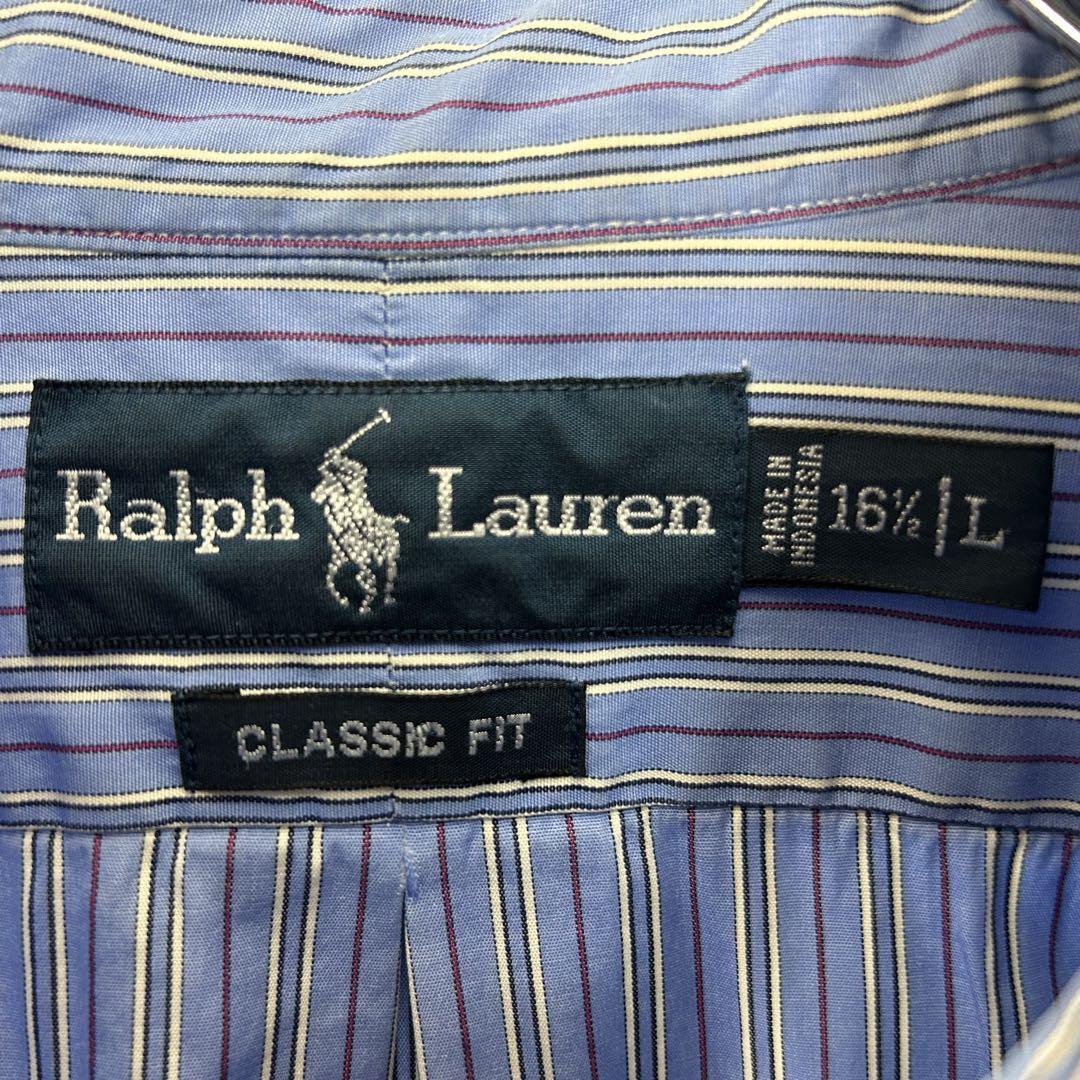 Ralph Lauren
MADE IN
INDONESIA
16½ | L
CLASSIC FIT